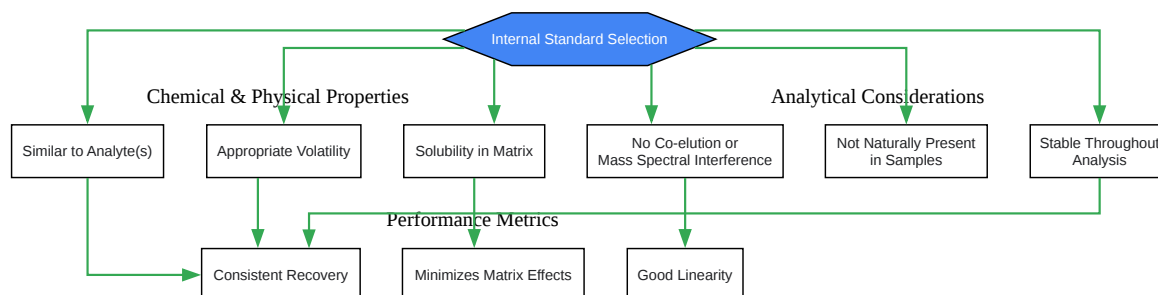 Internal Standard Selection
Chemical & Physical Properties
Analytical Considerations
Similar to Analyte(s)
Appropriate Volatility
Solubility in Matrix
No Co-elution or
Mass Spectral Interference
Not Naturally Present
in Samples
Stable Throughout
Analysis
Performance Metrics
Consistent Recovery
Minimizes Matrix Effects
Good Linearity